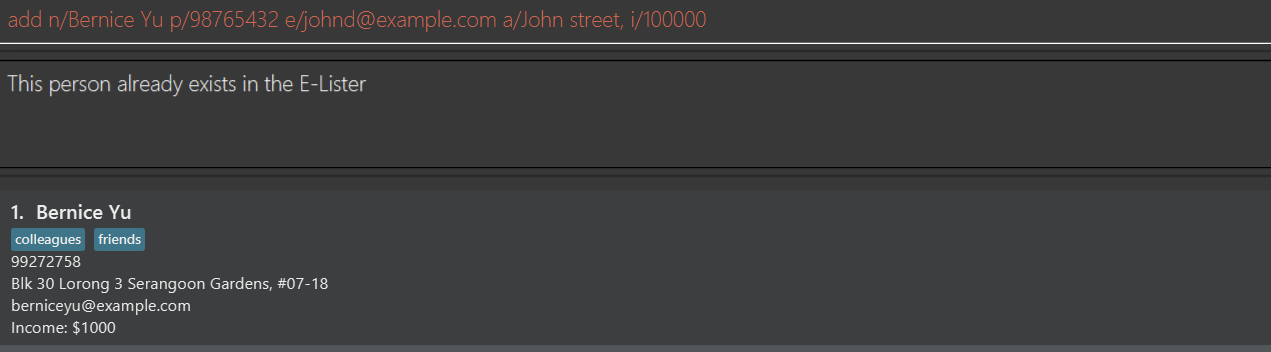 add n/Bernice Yu p/98765432 e/johnd@example.com a/John street, i/100000
This person already exists in the E-Lister
1. Bernice Yu
colleagues friends
99272758
Blk 30 Lorong 3 Serangoon Gardens, #07-18
berniceyu@example.com
Income: $1000